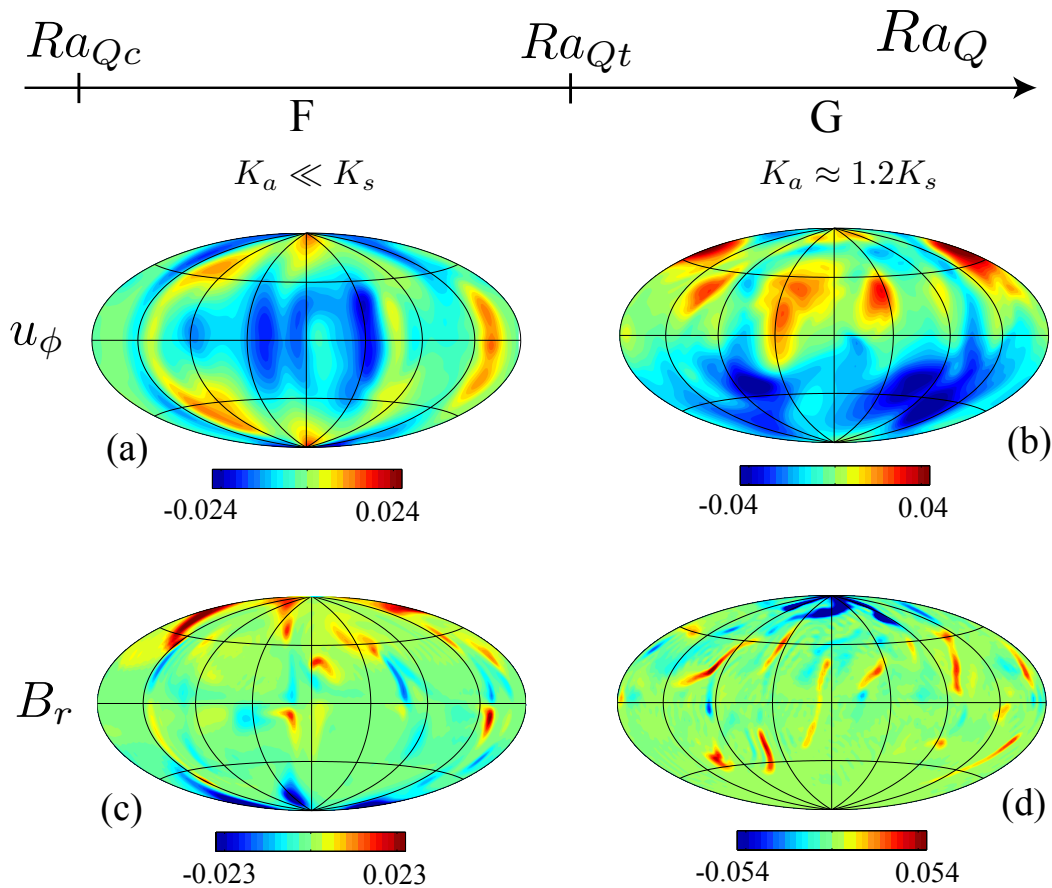 Ra_{Qc} Ra_{Qt} Ra_Q
F G
K_a ≪ K_s K_a ≈ 1.2K_s
u_ϕ
(a) (b)
-0.024 0.024 -0.04 0.04
B_r
(c) (d)
-0.023 0.023 -0.054 0.054